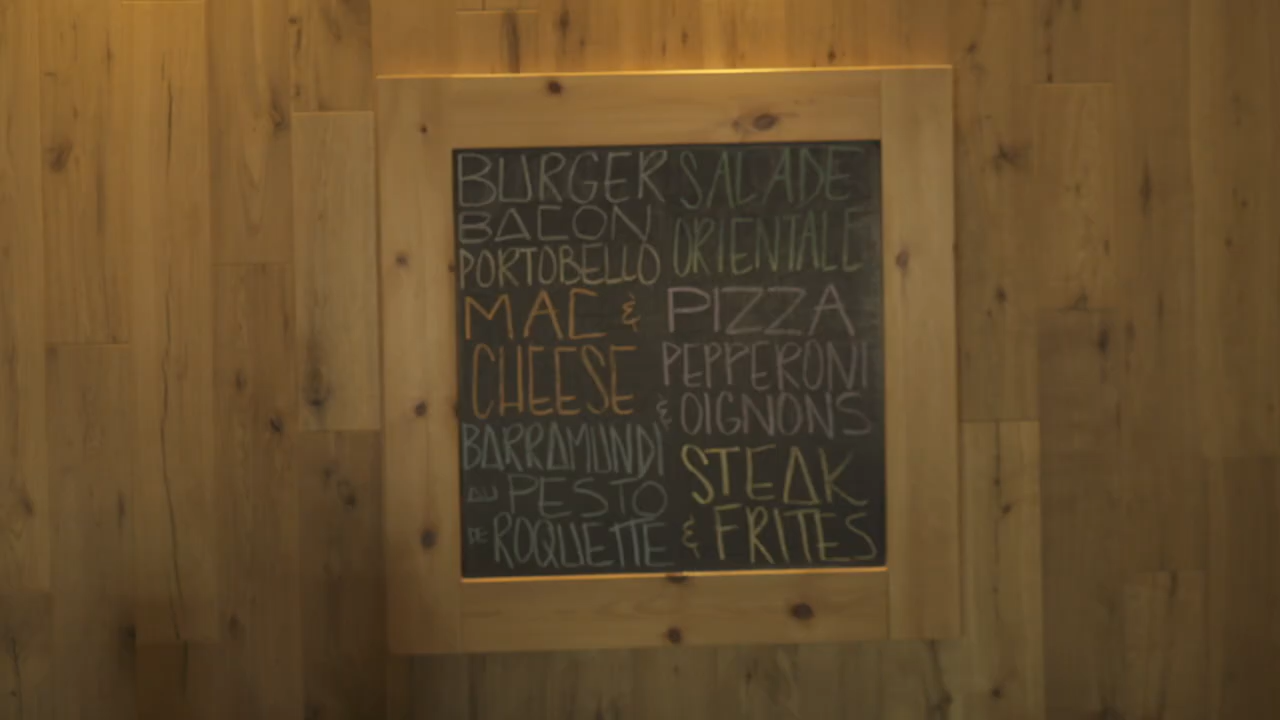 BURGER
BACON
PORTOBELLO
MAC &
CHEESE
BARRAMUNDI
AU PESTO
DE ROQUETTE
SALADE
ORIENTALE
PIZZA
PEPPERONI
& OIGNONS
STEAK
& FRITES